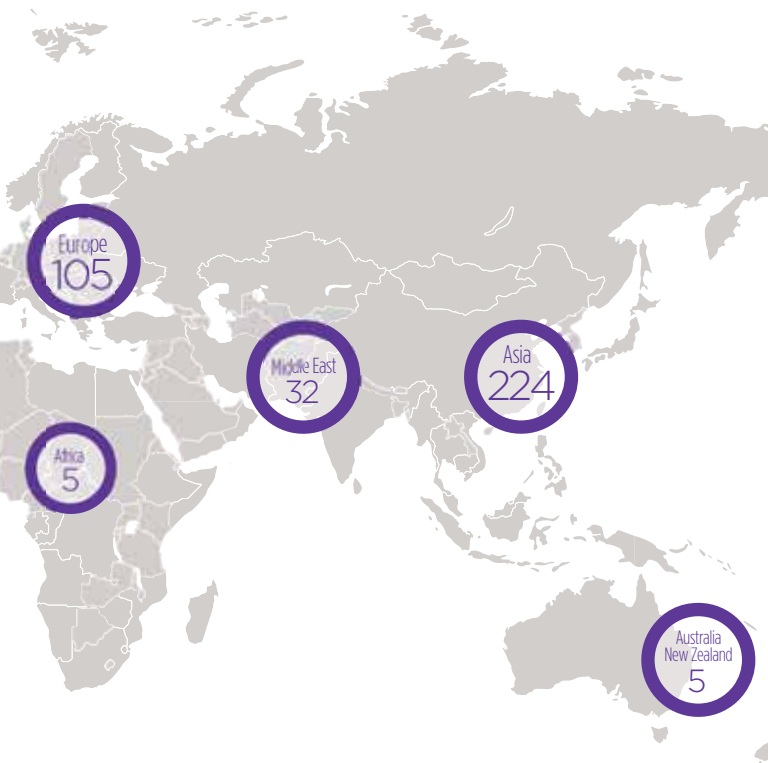 Europe
105
Middle East
32
Asia
224
Africa
5
Australia
New Zealand
5